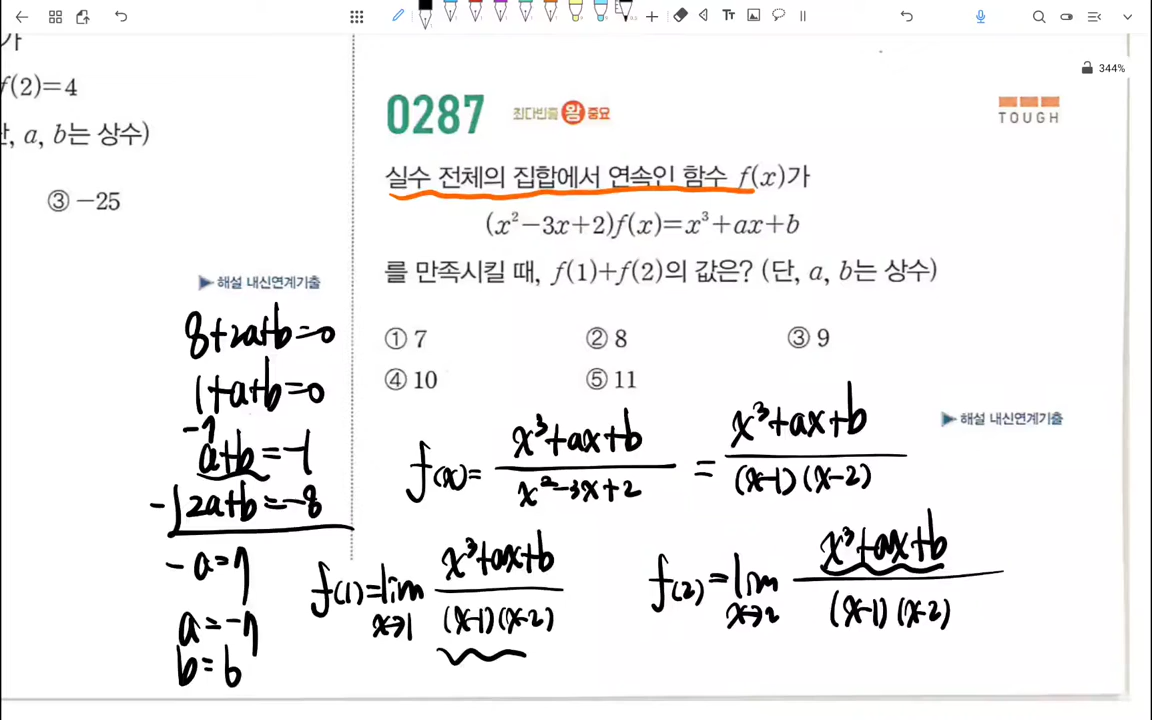 344%
가
f(2)=4
단, a, b는 상수)
③ −25
▶ 해설 내신연계기출
8+2a+b=0
1+a+b=0
-7
a+b=-1
-) 2a+b=-8
-a=7
a=-7
b=6
0287 최다빈출 왕 중요
TOUGH
실수 전체의 집합에서 연속인 함수 f(x)가
(x²−3x+2)f(x)=x³+ax+b
를 만족시킬 때, f(1)+f(2)의 값은? (단, a, b는 상수)
① 7 ② 8 ③ 9
④ 10 ⑤ 11
▶ 해설 내신연계기출
f(x)= x³+ax+b / x²-3x+2 = x³+ax+b / (x-1)(x-2)
f(1)=lim x→1 x³+ax+b / (x-1)(x-2)
f(2)=lim x→2 x³+ax+b / (x-1)(x-2)